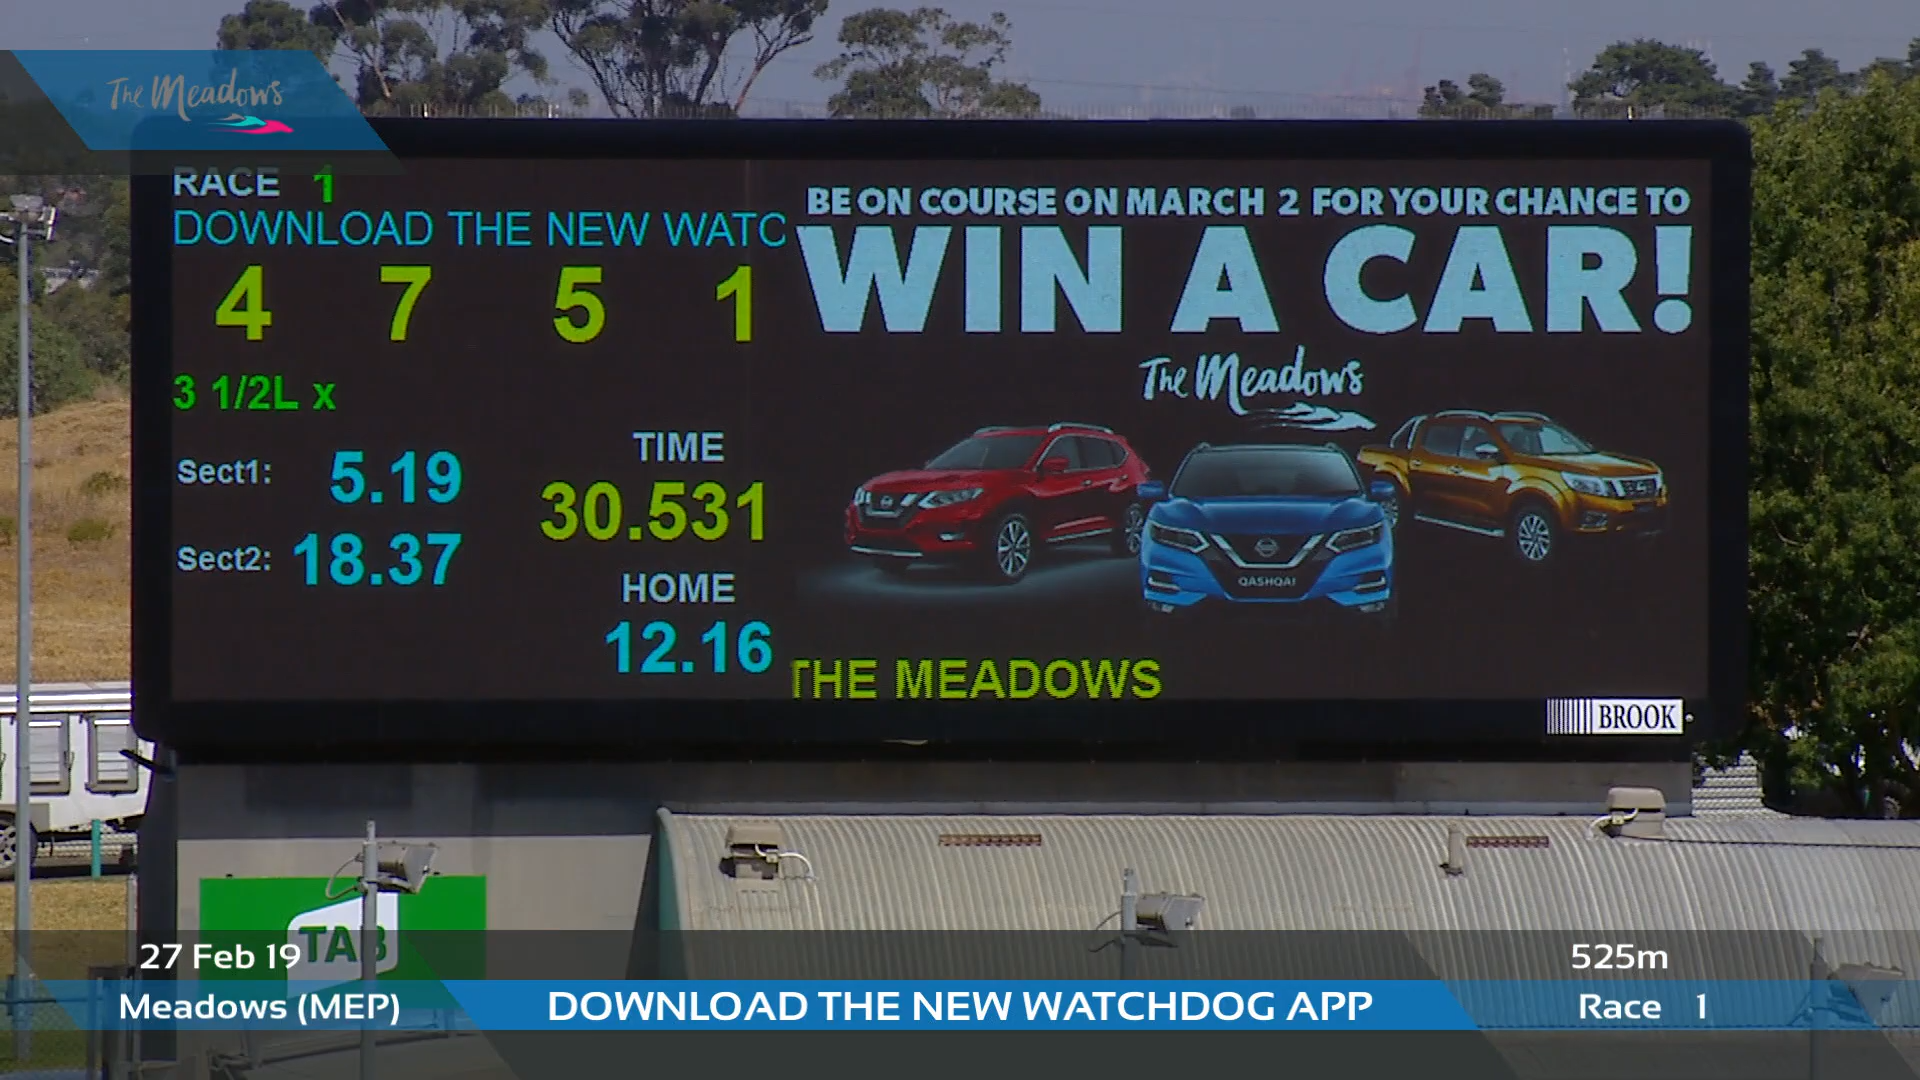 The Meadows
RACE 1
DOWNLOAD THE NEW WATC
4 7 5 1
3 1/2L x
Sect1: 5.19
Sect2: 18.37
TIME
30.531
HOME
12.16
BE ON COURSE ON MARCH 2 FOR YOUR CHANCE TO
WIN A CAR!
The Meadows
QASHQAI
THE MEADOWS
BROOK
TAB
27 Feb 19
Meadows (MEP)
DOWNLOAD THE NEW WATCHDOG APP
525m
Race 1